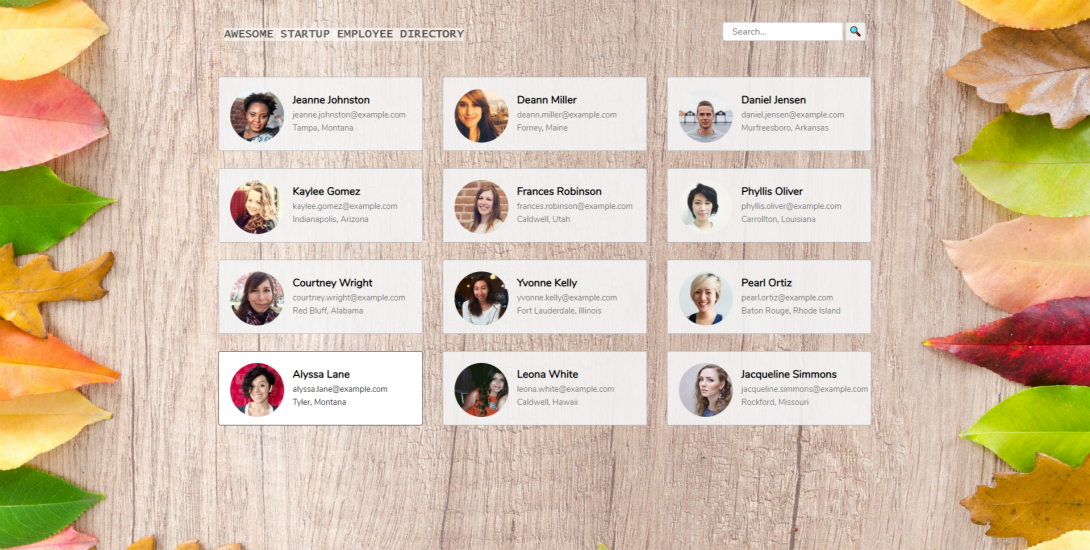 AWESOME STARTUP EMPLOYEE DIRECTORY
Search...
Jeanne Johnston
jeanne.johnston@example.com
Tampa, Montana
Deann Miller
deann.miller@example.com
Forney, Maine
Daniel Jensen
daniel.jensen@example.com
Murfreesboro, Arkansas
Kaylee Gomez
kaylee.gomez@example.com
Indianapolis, Arizona
Frances Robinson
frances.robinson@example.com
Caldwell, Utah
Phyllis Oliver
phyllis.oliver@example.com
Carrollton, Louisiana
Courtney Wright
courtney.wright@example.com
Red Bluff, Alabama
Yvonne Kelly
yvonne.kelly@example.com
Fort Lauderdale, Illinois
Pearl Ortiz
pearl.ortiz@example.com
Baton Rouge, Rhode Island
Alyssa Lane
alyssa.lane@example.com
Tyler, Montana
Leona White
leona.white@example.com
Caldwell, Hawaii
Jacqueline Simmons
jacqueline.simmons@example.com
Rockford, Missouri